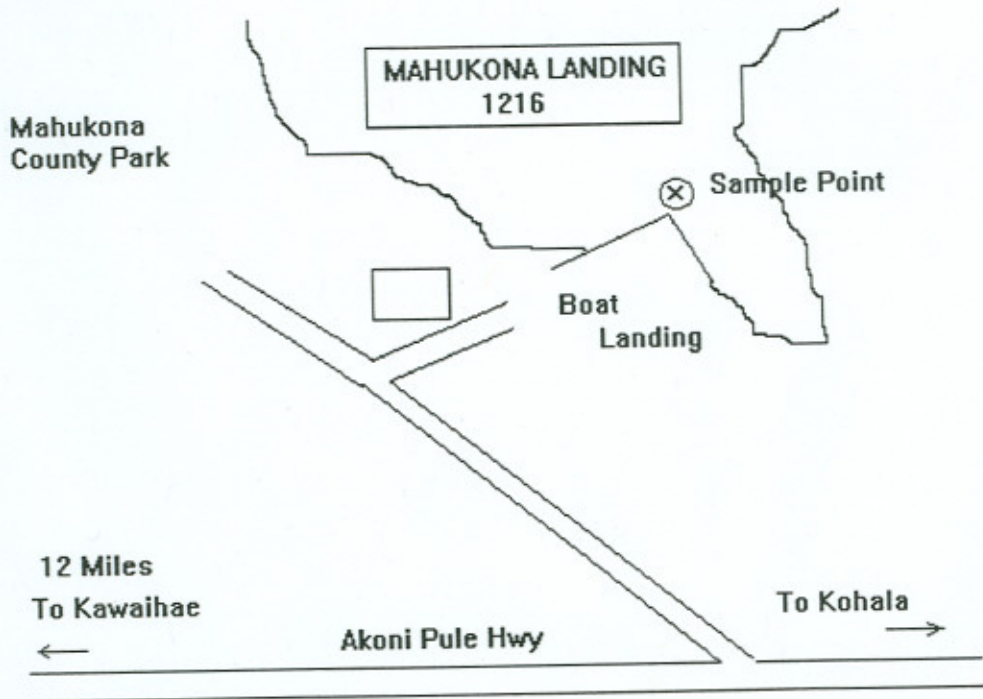 MAHUKONA LANDING
1216
Mahukona
County Park
Sample Point
Boat
Landing
12 Miles
To Kawaihae
To Kohala
Akoni Pule Hwy